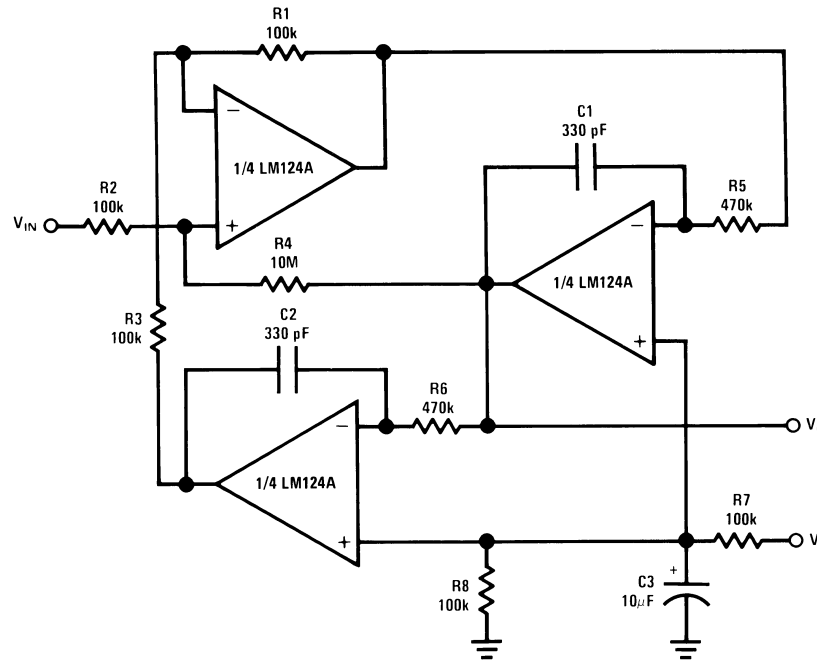 R1
100k
1/4 LM124A
C1
330 pF
R2
100k
VIN
R5
470k
R4
10M
1/4 LM124A
R3
100k
C2
330 pF
R6
470k
V
1/4 LM124A
R7
100k
V
R8
100k
C3
10µF
−
+
−
+
−
+
+